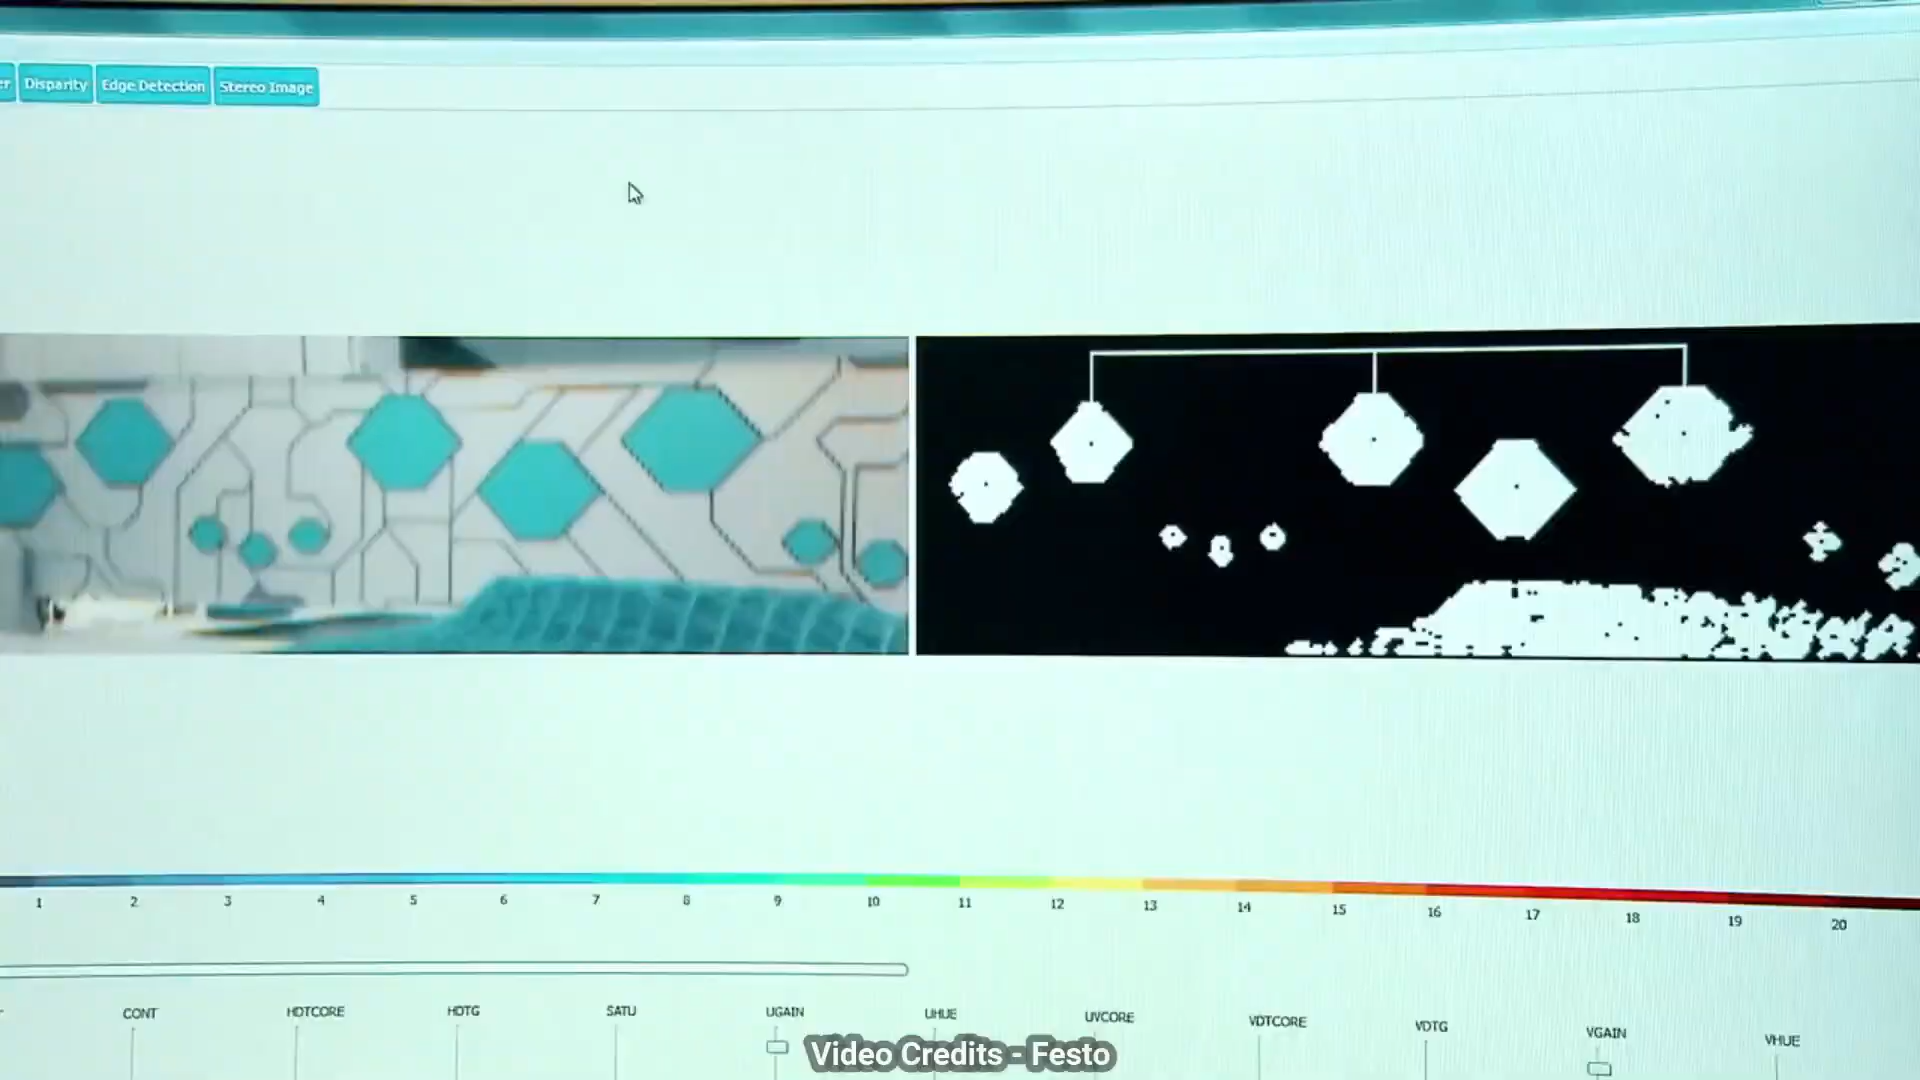 er Disparity Edge Detection Stereo Image
1 2 3 4 5 6 7 8 9 10 11 12 13 14 15 16 17 18 19 20
CONT HDTCORE HDTG SATU UGAIN UHUE UVCORE VDTCORE VDTG VGAIN VHUE
Video Credits - Festo